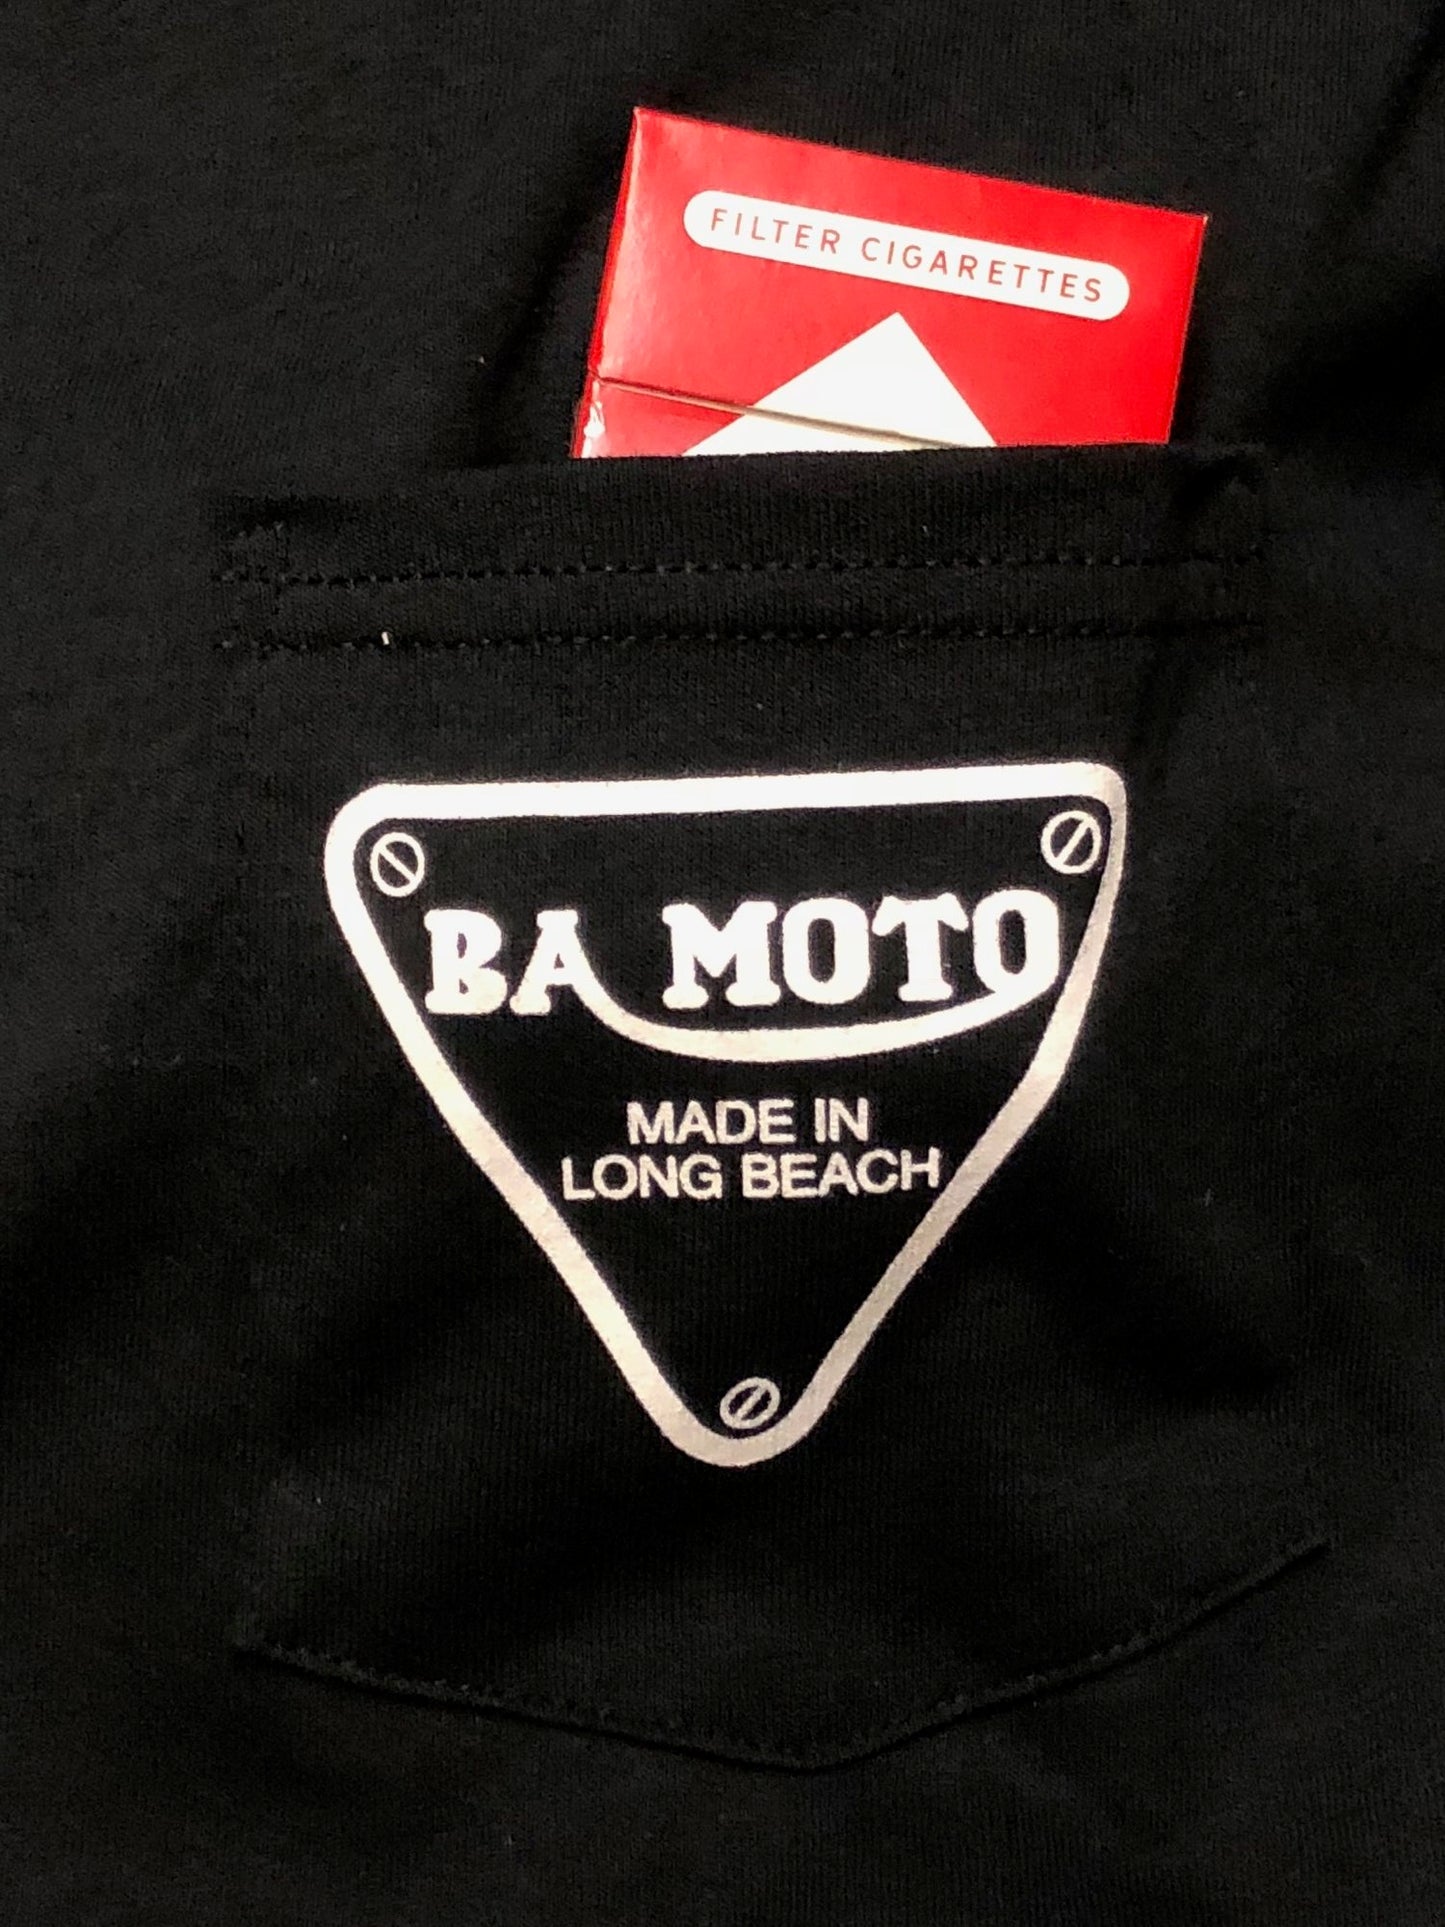 FILTER CIGARETTES
BA MOTO
MADE IN
LONG BEACH